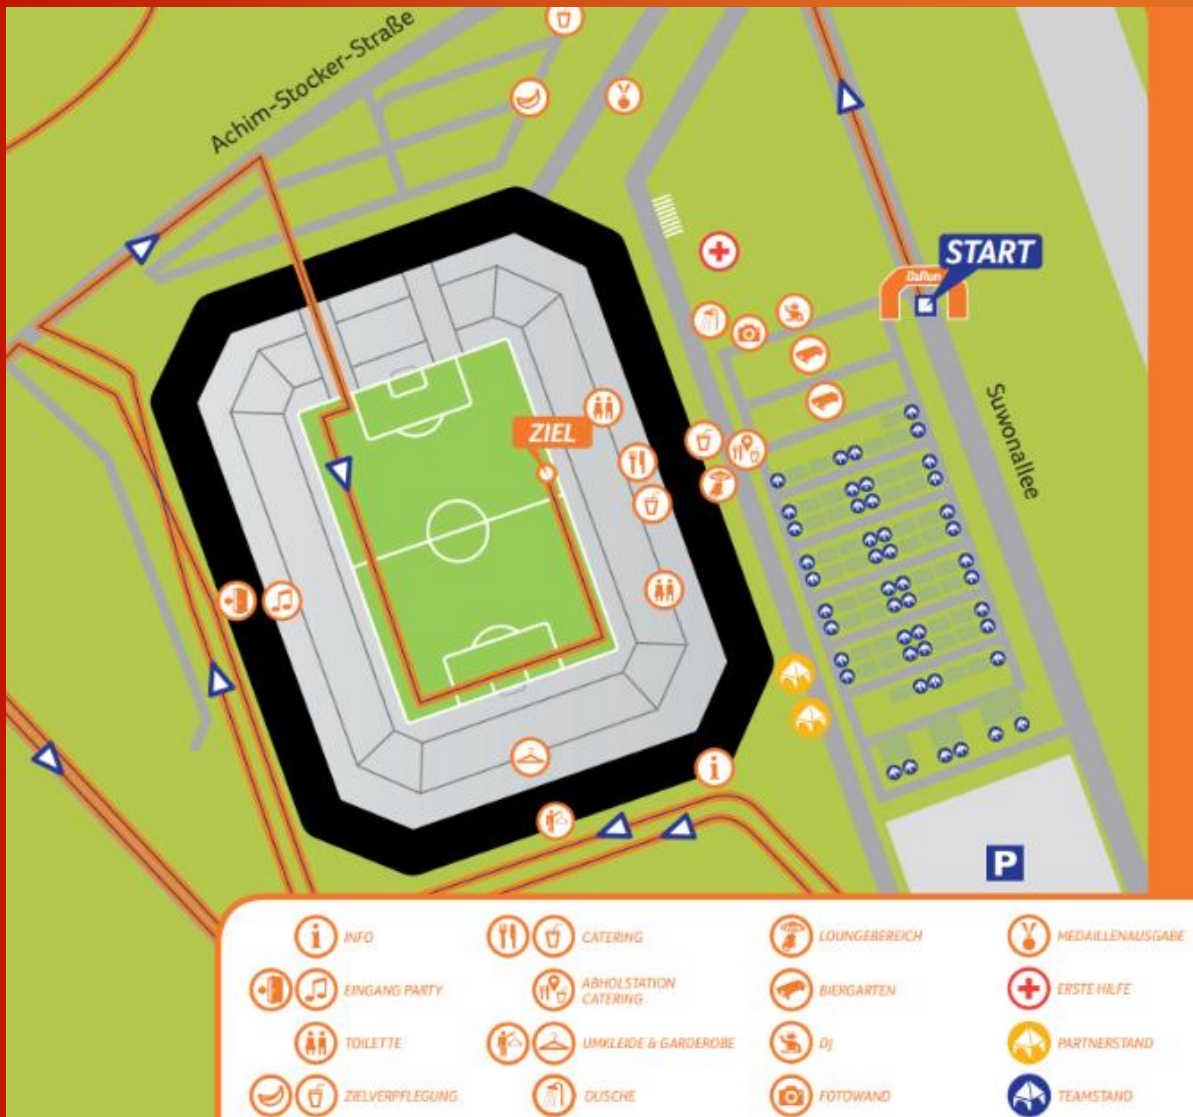 Achim-Stocker-Straße
START
Suwonallee
ZIEL
P
INFO
CATERING
LOUNGEBEREICH
MEDAILLENAUSGABE
EINGANG PARTY
ABHOLSTATION
CATERING
BIERGARTEN
ERSTE HILFE
TOILETTE
UMKLEIDE & GARDEROBE
DJ
PARTNERSTAND
ZIELVERPFLEGUNG
DUSCHE
FOTOWAND
TEAMSTAND